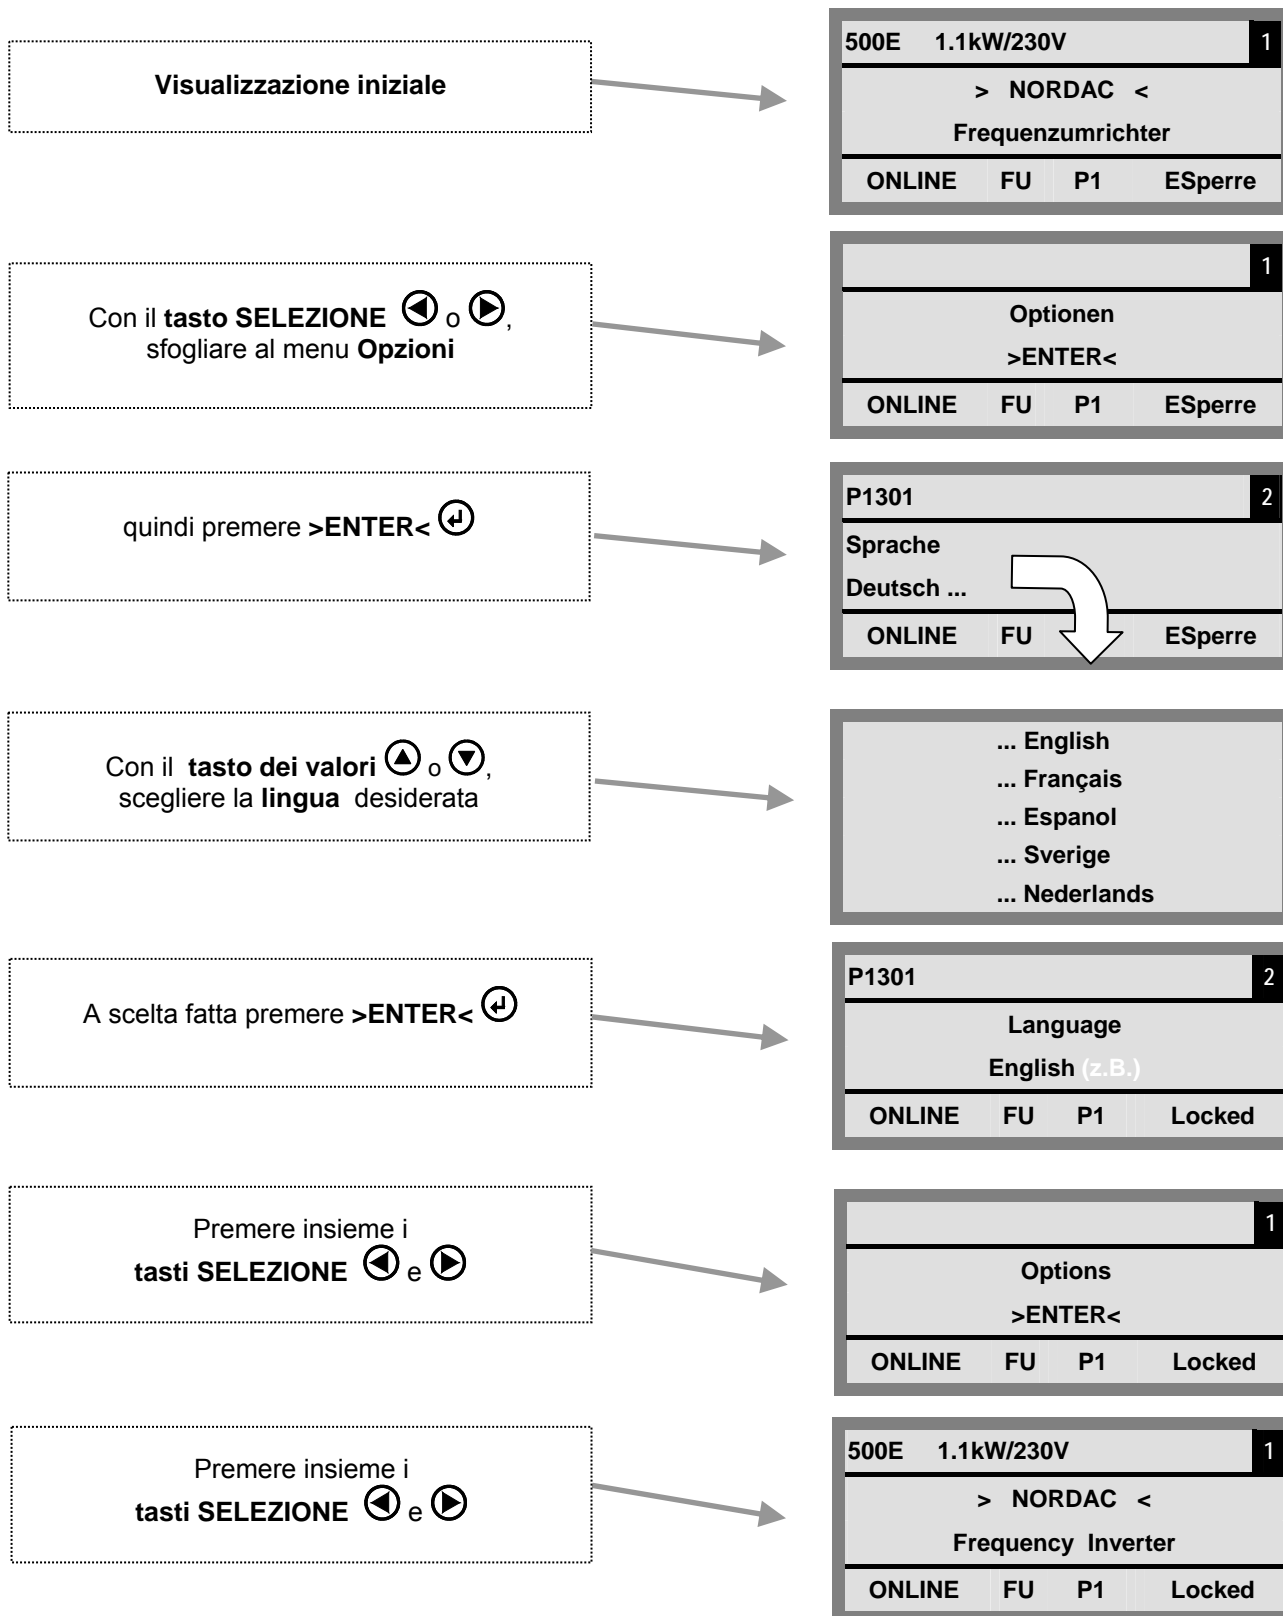 Visualizzazione iniziale
500E 1.1kW/230V 1
> NORDAC <
Frequenzumrichter
ONLINE FU P1 ESperre
Con il tasto SELEZIONE o ,
sfogliare al menu Opzioni
1
Optionen
>ENTER<
ONLINE FU P1 ESperre
quindi premere >ENTER<
P1301 2
Sprache
Deutsch ...
ONLINE FU ESperre
Con il tasto dei valori o ,
scegliere la lingua desiderata
... English
... Français
... Espanol
... Sverige
... Nederlands
A scelta fatta premere >ENTER<
P1301 2
Language
English (z.B.)
ONLINE FU P1 Locked
Premere insieme i
tasti SELEZIONE e
1
Options
>ENTER<
ONLINE FU P1 Locked
Premere insieme i
tasti SELEZIONE e
500E 1.1kW/230V 1
> NORDAC <
Frequency Inverter
ONLINE FU P1 Locked